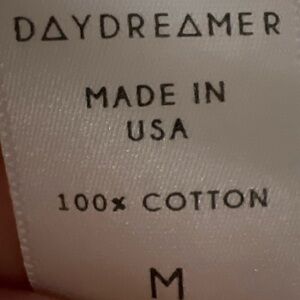 DAYDREAMER
MADE IN
USA
100% COTTON
M